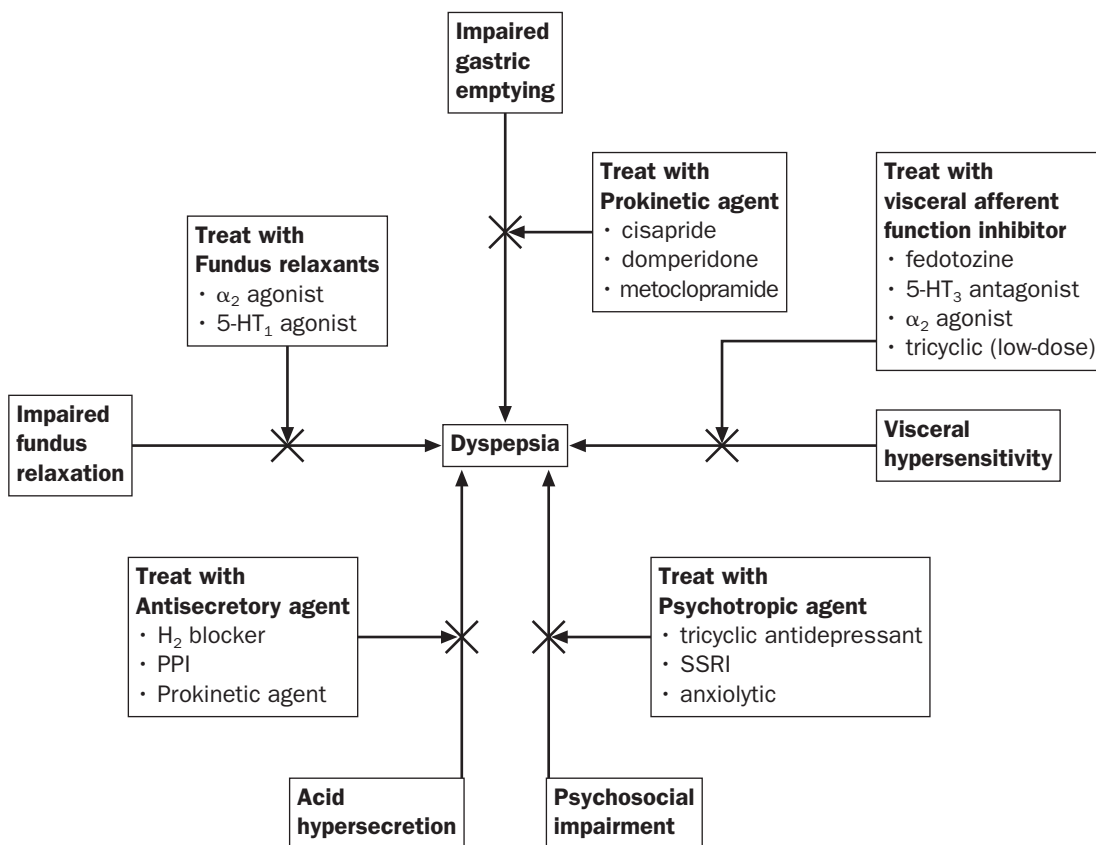 Impaired
gastric
emptying
Treat with
Prokinetic agent
· cisapride
· domperidone
· metoclopramide
Treat with
visceral afferent
function inhibitor
· fedotozine
· 5-HT₃ antagonist
· α₂ agonist
· tricyclic (low-dose)
Treat with
Fundus relaxants
· α₂ agonist
· 5-HT₁ agonist
Impaired
fundus
relaxation
Dyspepsia
Visceral
hypersensitivity
Treat with
Antisecretory agent
· H₂ blocker
· PPI
· Prokinetic agent
Treat with
Psychotropic agent
· tricyclic antidepressant
· SSRI
· anxiolytic
Acid
hypersecretion
Psychosocial
impairment